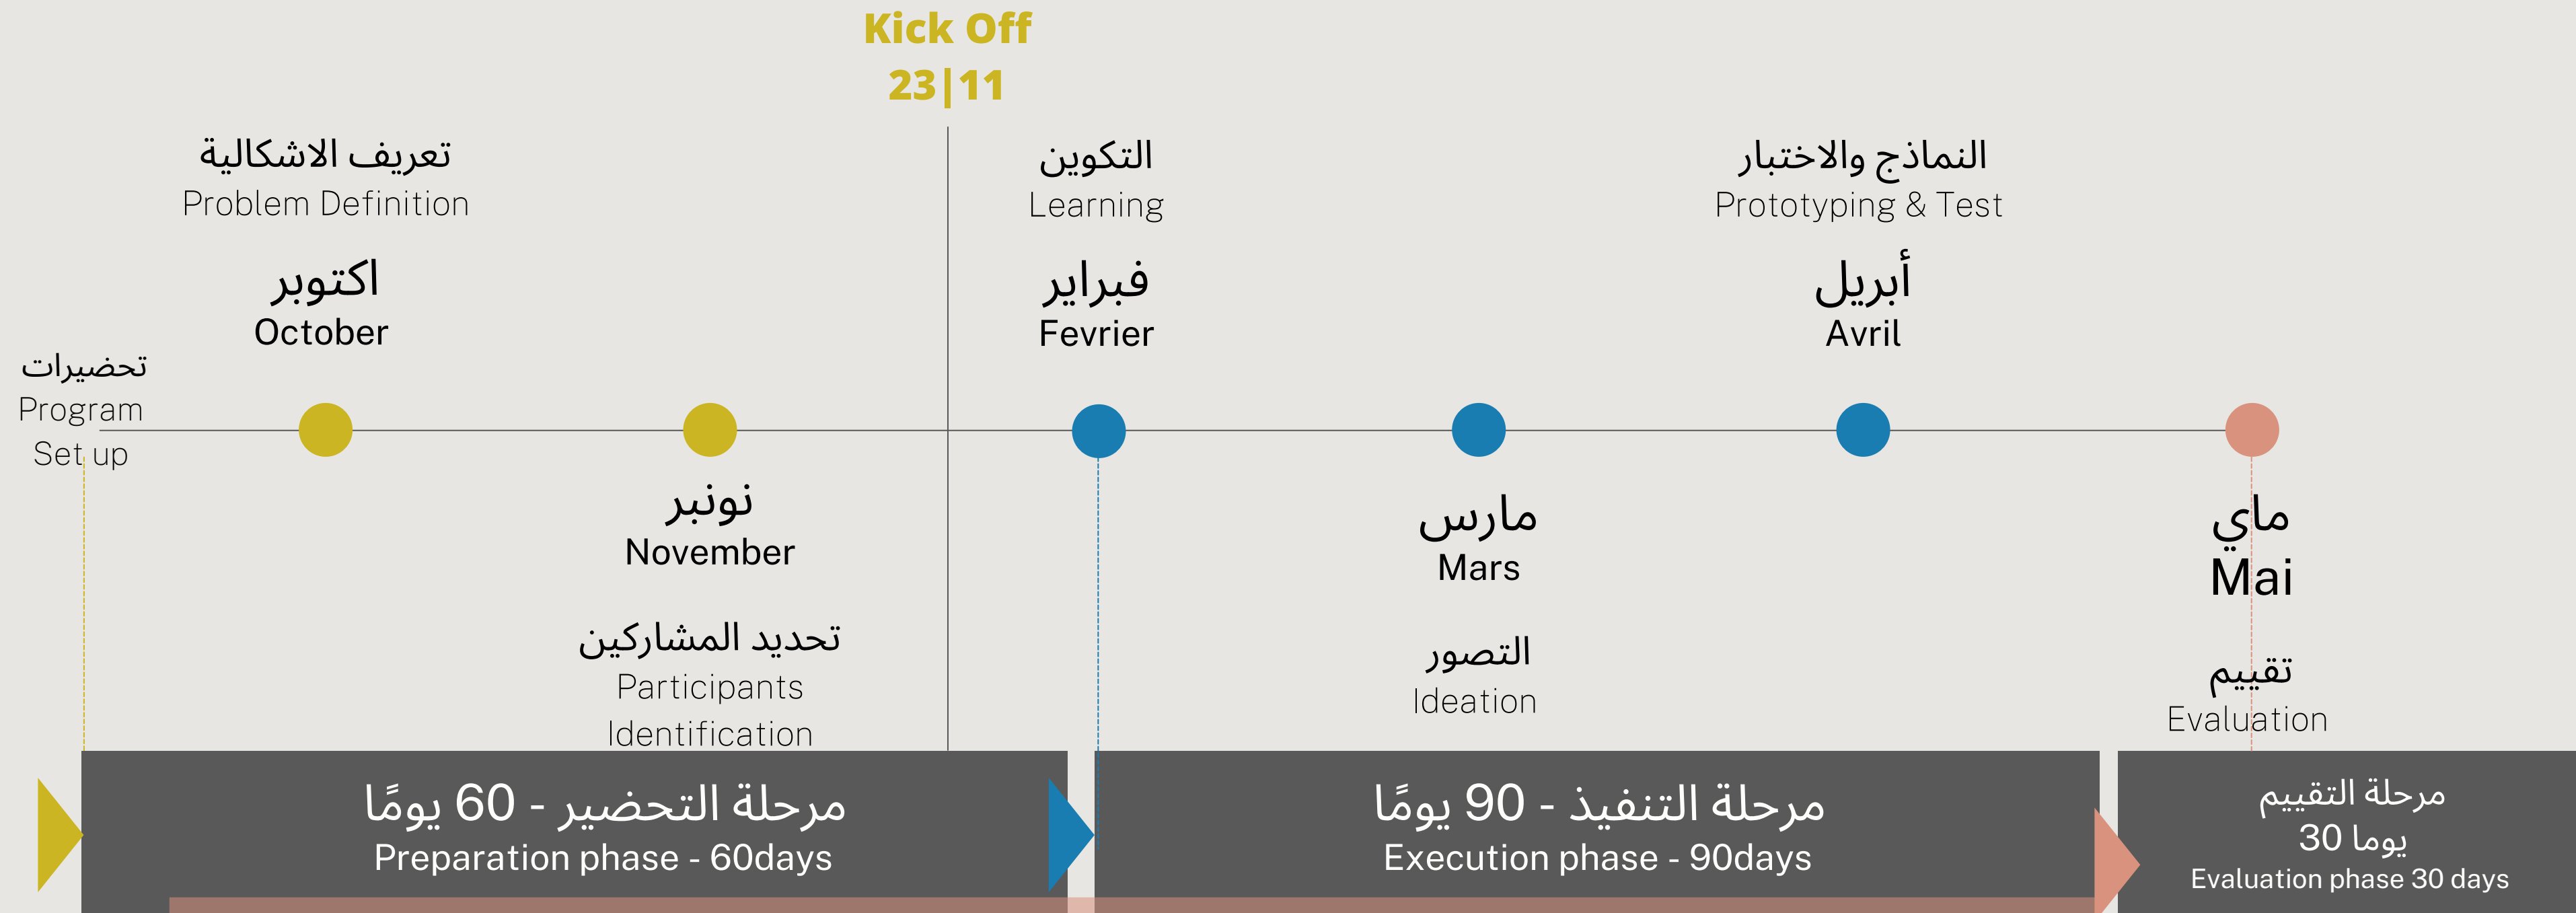 Kick Off
23|11
تحضيرات
Program
Set up
تعريف الاشكالية
Problem Definition
اكتوبر
October
نونبر
November
تحديد المشاركين
Participants
Identification
التكوين
Learning
فبراير
Fevrier
مارس
Mars
التصور
Ideation
النماذج والاختبار
Prototyping & Test
أبريل
Avril
ماي
Mai
تقييم
Evaluation
مرحلة التحضير - 60 يومًا
Preparation phase - 60days
مرحلة التنفيذ - 90 يومًا
Execution phase - 90days
مرحلة التقييم
30 يوما
Evaluation phase 30 days